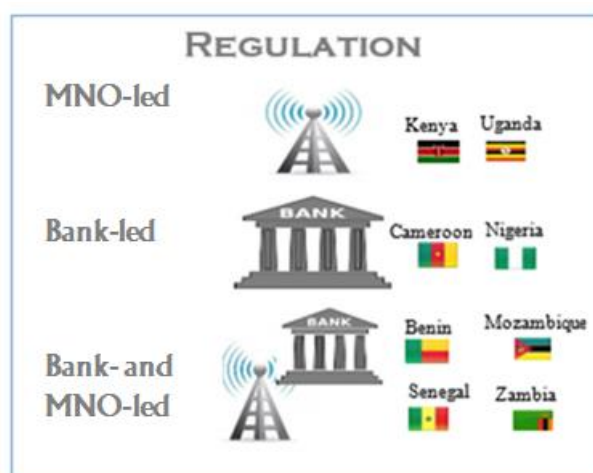 REGULATION
MNO-led
Kenya Uganda
BANK
Bank-led
Cameroon Nigeria
BANK
Benin Mozambique
Bank- and
MNO-led
Senegal Zambia